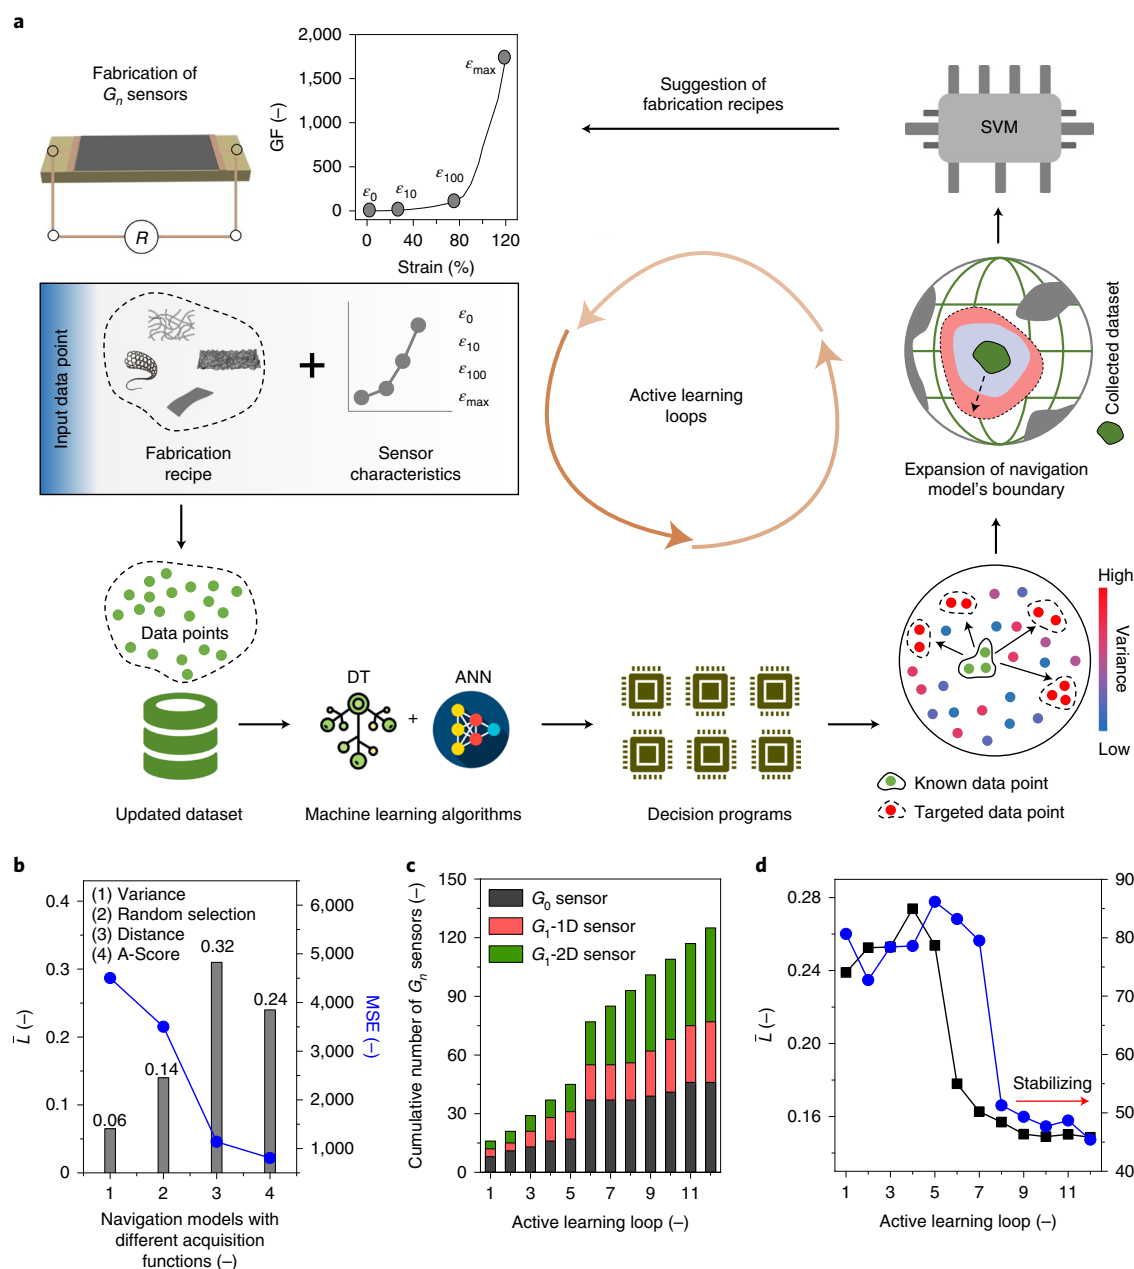 a
Fabrication of
Gn sensors
R
GF (–)
2,000
1,500
1,000
500
0
εmax
ε100
ε0
ε10
0
40
80
120
Strain (%)
Suggestion of
fabrication recipes
SVM
Input data point
Fabrication
recipe
+
ε0
ε10
ε100
εmax
Sensor
characteristics
Active learning
loops
Collected dataset
Expansion of navigation
model's boundary
Data points
Updated dataset
DT
+
ANN
Machine learning algorithms
Decision programs
High
Variance
Low
Known data point
Targeted data point
b
L̄ (–)
0.4
0.3
0.2
0.1
0
(1) Variance
(2) Random selection
(3) Distance
(4) A-Score
0.06
0.14
0.32
0.24
6,000
5,000
4,000
3,000
2,000
1,000
MSE (–)
1
2
3
4
Navigation models with
different acquisition
functions (–)
c
Cumulative number of Gn sensors (–)
150
120
90
60
30
0
G0 sensor
G1-1D sensor
G1-2D sensor
1
3
5
7
9
11
Active learning loop (–)
d
L̄ (–)
0.28
0.24
0.20
0.16
Stabilizing
90
80
70
60
50
40
1
3
5
7
9
11
Active learning loop (–)